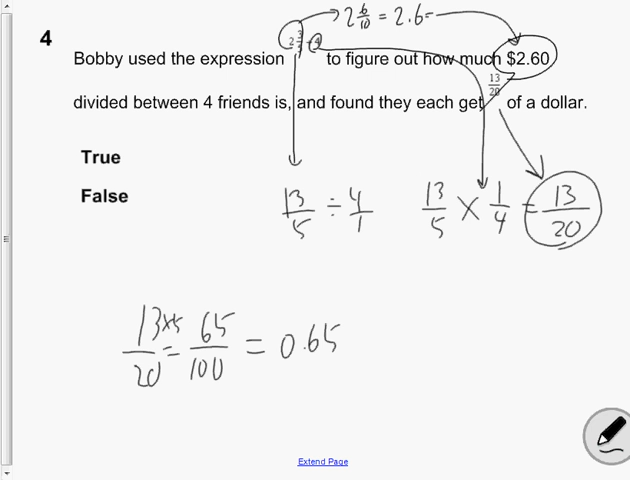 → 2 6/10 = 2.6
4
Bobby used the expression 2 3/5 ÷ 4 to figure out how much $2.60
divided between 4 friends is, and found they each get 13/20 of a dollar.
True
False
13/5 ÷ 4/1 13/5 × 1/4 = 13/20
13×5/20 = 65/100 = 0.65
Extend Page